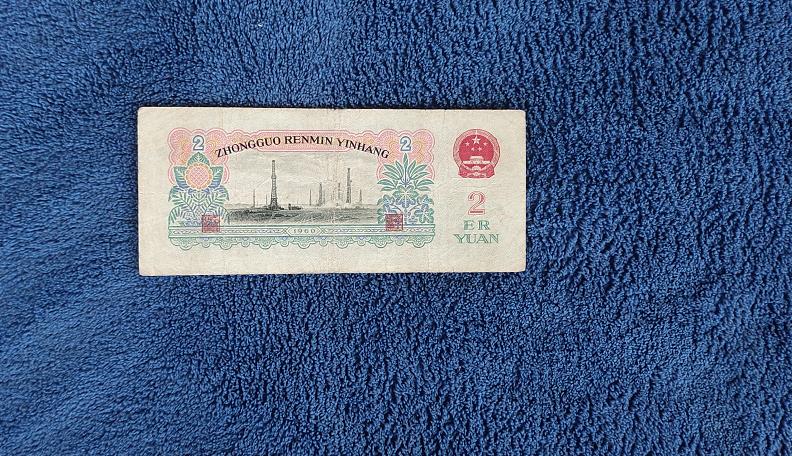 2 2
ZHONGGUO RENMIN YINHANG
1960
2
ER
YUAN